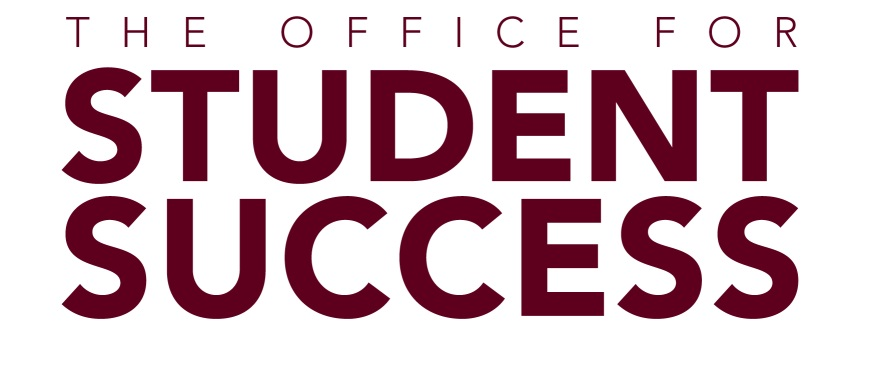 THE OFFICE FOR
STUDENT
SUCCESS